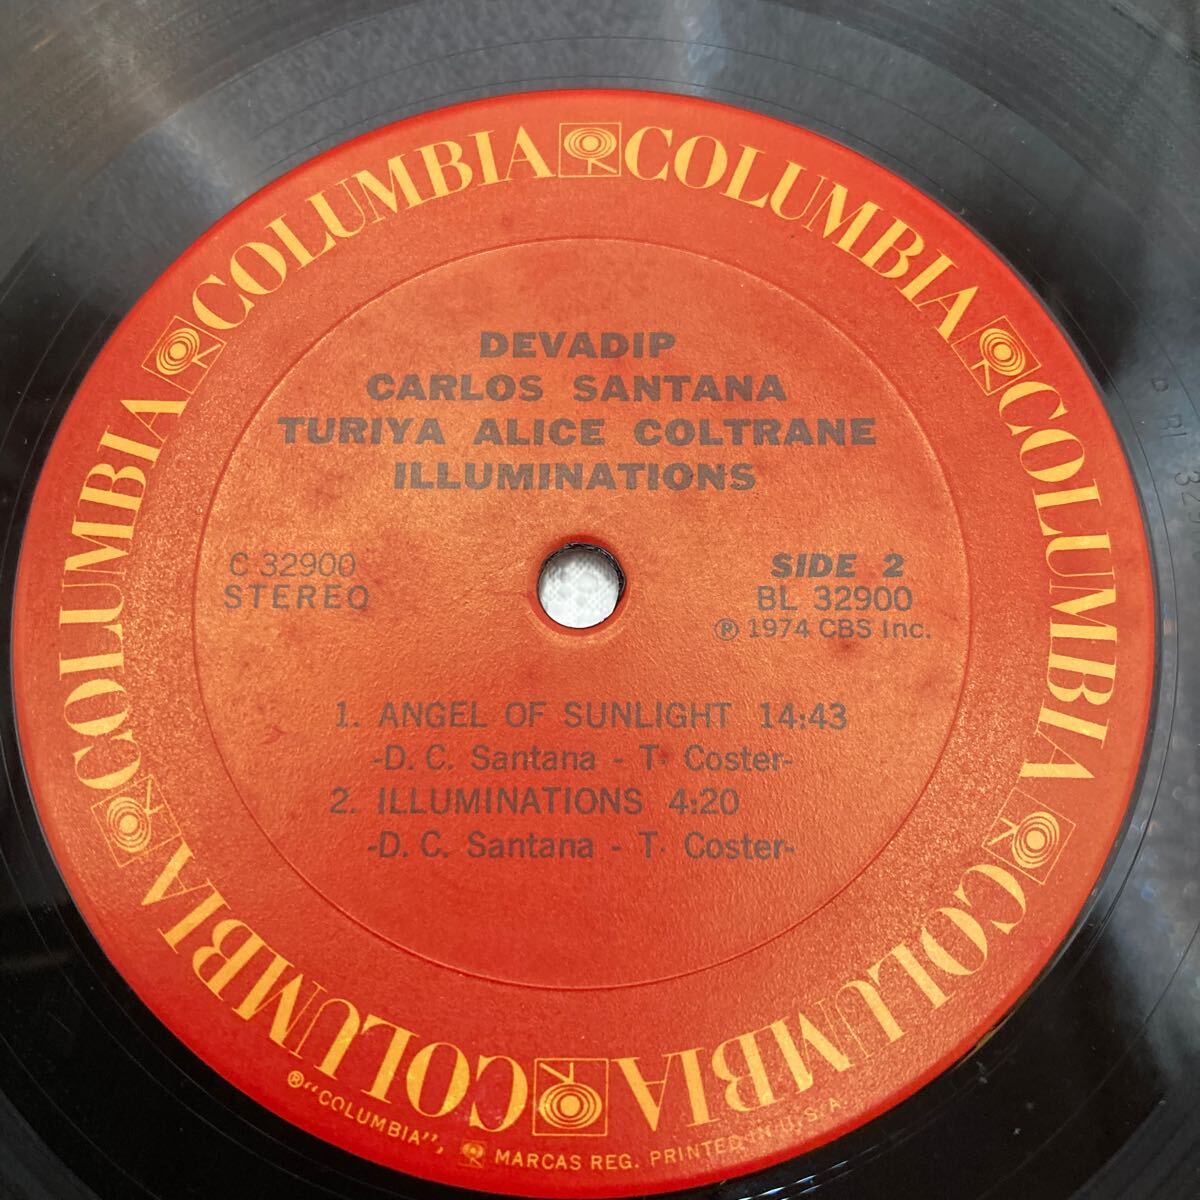 COLUMBIA COLUMBIA COLUMBIA COLUMBIA COLUMBIA COLUMBIA
DEVADIP
CARLOS SANTANA
TURIYA ALICE COLTRANE
ILLUMINATIONS
C 32900
STEREO
SIDE 2
BL 32900
℗ 1974 CBS Inc.
1. ANGEL OF SUNLIGHT 14:43
-D. C. Santana - T. Coster-
2. ILLUMINATIONS 4:20
-D. C. Santana - T. Coster-
®"COLUMBIA", MARCAS REG. PRINTED IN U.S.A.